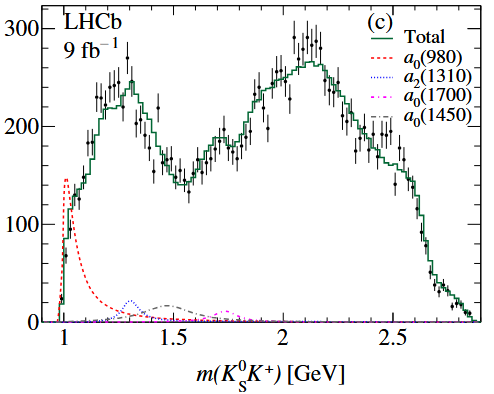 LHCb (c)
9 fb⁻¹
Total
a₀(980)
a₂(1310)
a₀(1700)
a₀(1450)
300
200
100
0
1 1.5 2 2.5
m(K⁰_S K⁺) [GeV]